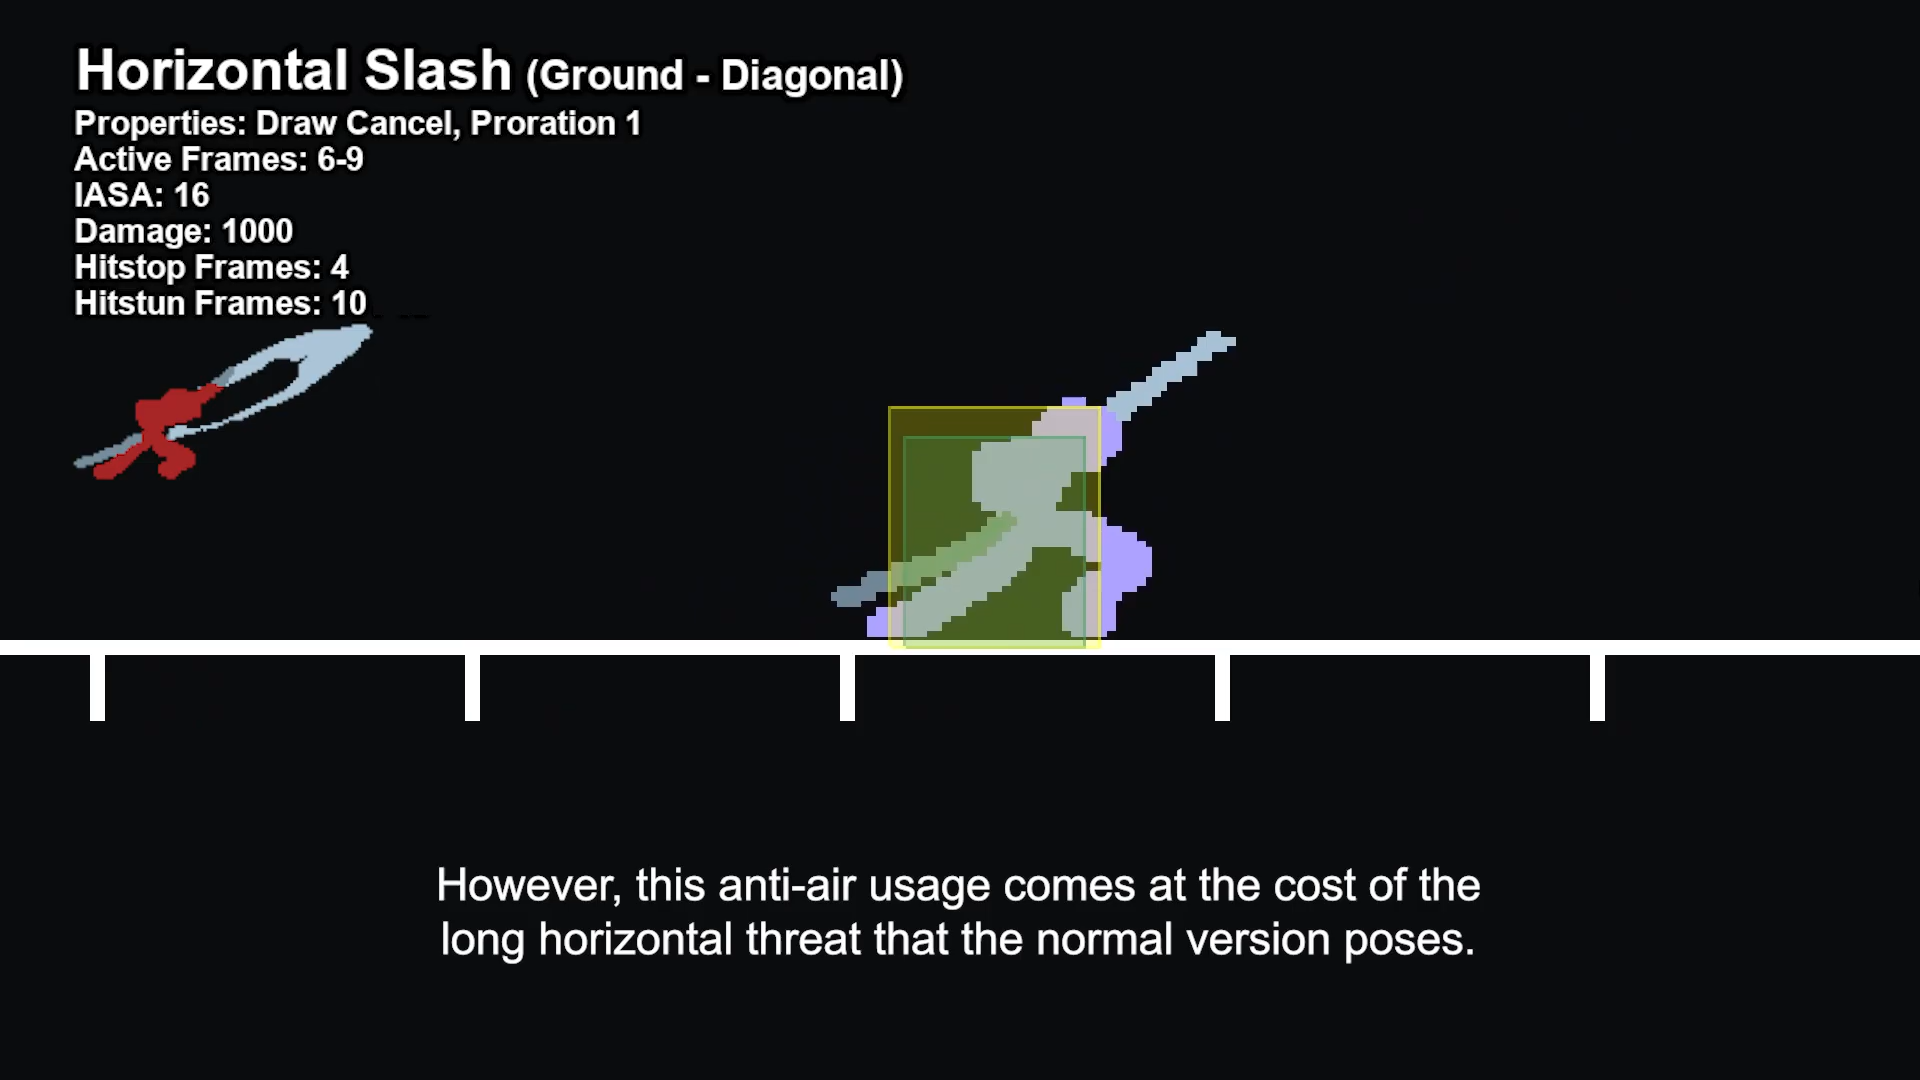 Horizontal Slash (Ground - Diagonal)
Properties: Draw Cancel, Proration 1
Active Frames: 6-9
IASA: 16
Damage: 1000
Hitstop Frames: 4
Hitstun Frames: 10
However, this anti-air usage comes at the cost of the
long horizontal threat that the normal version poses.